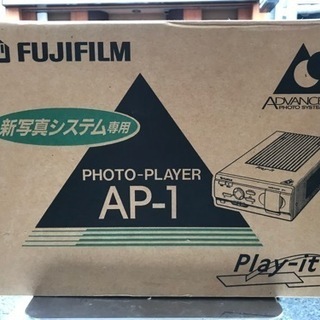 FUJIFILM
ADVANCED
PHOTO SYSTEM
新写真システム専用
PHOTO-PLAYER
AP-1
Play-it